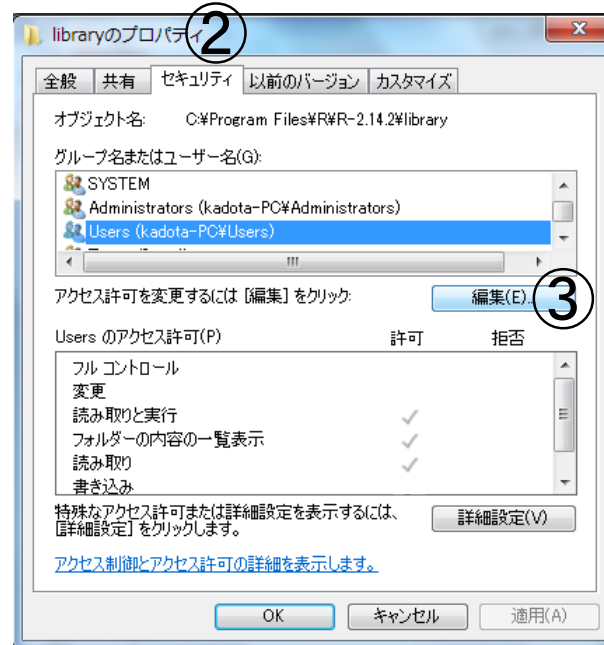 ② libraryのプロパティ
全般 共有 セキュリティ 以前のバージョン カスタマイズ
オブジェクト名: C:¥Program Files¥R¥R-2.14.2¥library
グループ名またはユーザー名(G):
SYSTEM
Administrators (kadota-PC¥Administrators)
Users (kadota-PC¥Users)
アクセス許可を変更するには [編集] をクリック: 編集(E)... ③
Users のアクセス許可(P) 許可 拒否
フル コントロール
変更
読み取りと実行
フォルダーの内容の一覧表示
読み取り
書き込み
特殊なアクセス許可または詳細設定を表示するには、
[詳細設定] をクリックします。 詳細設定(V)
アクセス制御とアクセス許可の詳細を表示します。
OK キャンセル 適用(A)